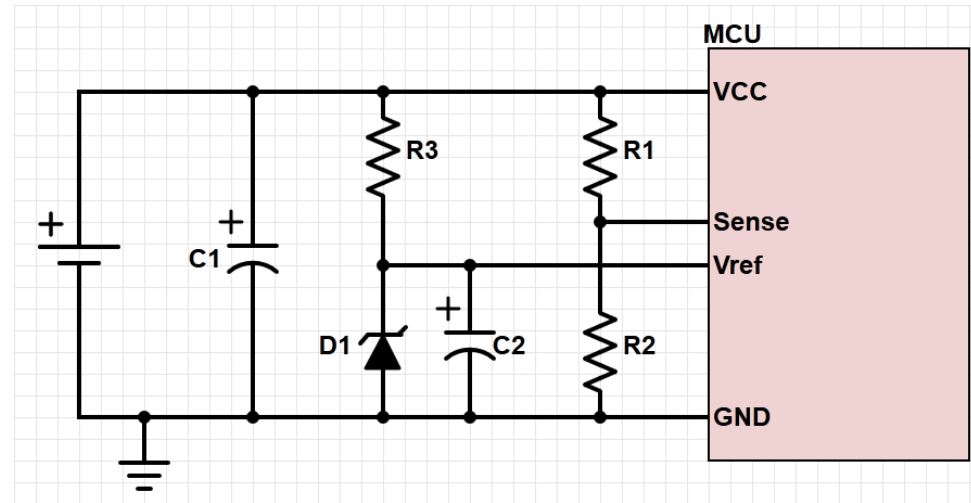 MCU
VCC
R3
R1
+
Sense
+
C1
Vref
+
D1
C2
R2
GND